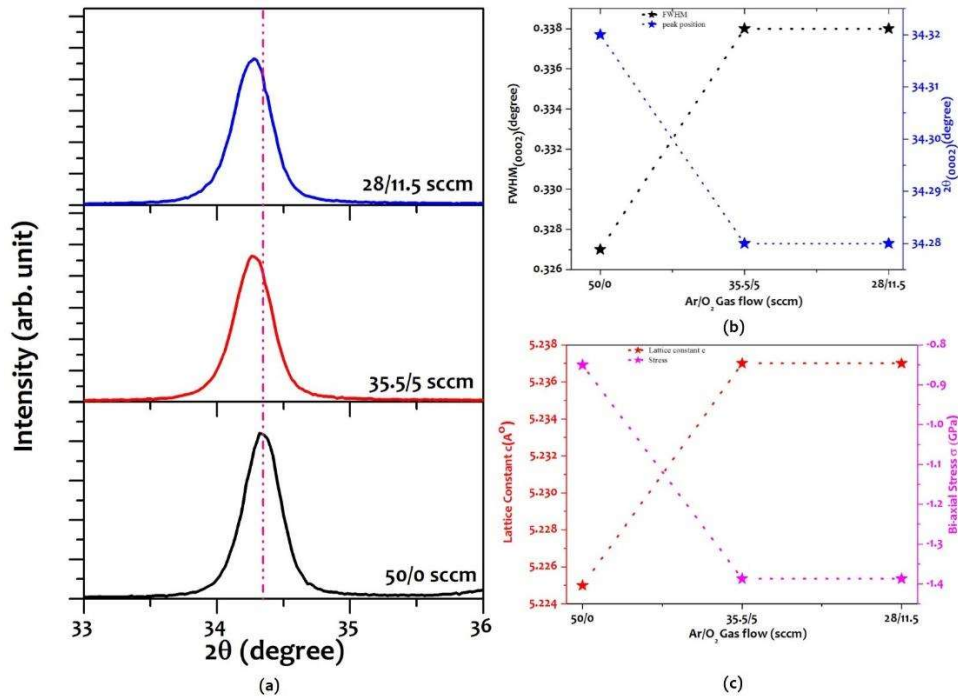 Intensity (arb. unit)
28/11.5 sccm
35.5/5 sccm
50/0 sccm
33 34 35 36
2θ (degree)
(a)
FWHM
peak position
FWHM(0002)(degree)
0.338
0.336
0.334
0.332
0.330
0.328
0.326
2θ(0002)(degree)
34.32
34.31
34.30
34.29
34.28
50/0 35.5/5 28/11.5
Ar/O2 Gas flow (sccm)
(b)
Lattice constant c
Stress
Lattice Constant c(A⁰)
5.238
5.236
5.234
5.232
5.230
5.228
5.226
5.224
Bi-axial Stress σ (GPa)
-0.8
-0.9
-1.0
-1.1
-1.2
-1.3
-1.4
50/0 35.5/5 28/11.5
Ar/O2 Gas flow (sccm)
(c)